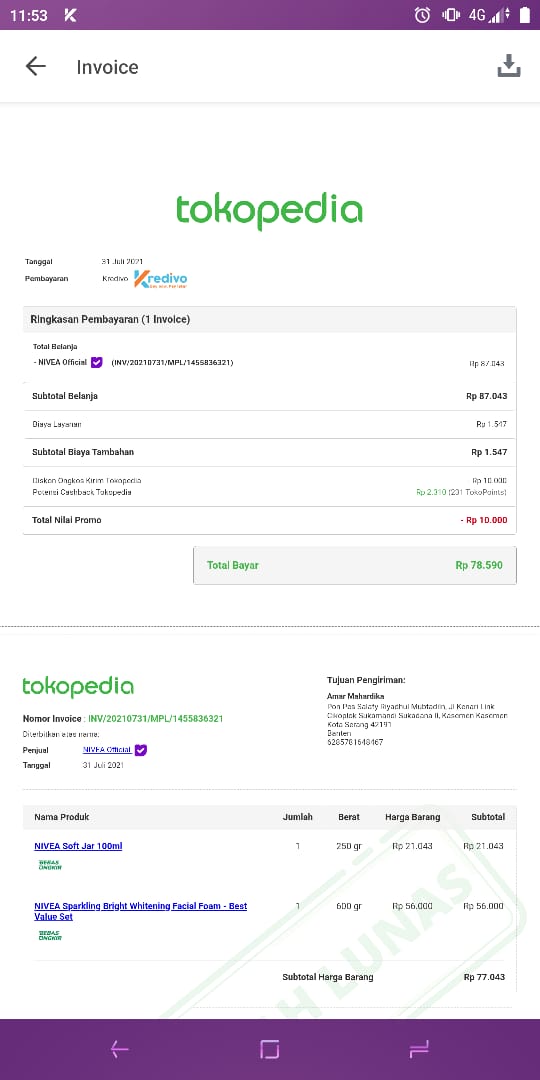 11:53
4G
Invoice
tokopedia
Tanggal 31 Juli 2021
Pembayaran Kredivo Kredivo
Ringkasan Pembayaran (1 Invoice)
Total Belanja
- NIVEA Official (INV/20210731/MPL/1455836321) Rp 87.043
Subtotal Belanja Rp 87.043
Biaya Layanan Rp 1.547
Subtotal Biaya Tambahan Rp 1.547
Diskon Ongkos Kirim Tokopedia Rp 10.000
Potensi Cashback Tokopedia Rp 2.310 (231 TokoPoints)
Total Nilai Promo - Rp 10.000
Total Bayar Rp 78.590
tokopedia
Nomor Invoice : INV/20210731/MPL/1455836321
Diterbitkan atas nama:
Penjual NIVEA Official
Tanggal 31 Juli 2021
Tujuan Pengiriman:
Amar Mahardika
Pon Pes Salafy Riyadhul Mubtadiin, Jl Kenari Link
Cikoplok Sukamandi Sukadana II, Kasemen Kasemen
Kota Serang 42191
Banten
6285781648467
Nama Produk Jumlah Berat Harga Barang Subtotal
NIVEA Soft Jar 100ml 1 250 gr Rp 21.043 Rp 21.043
BEBAS
ONGKIR
NIVEA Sparkling Bright Whitening Facial Foam - Best
Value Set 1 600 gr Rp 56.000 Rp 56.000
BEBAS
ONGKIR
Subtotal Harga Barang Rp 77.043
LUNAS